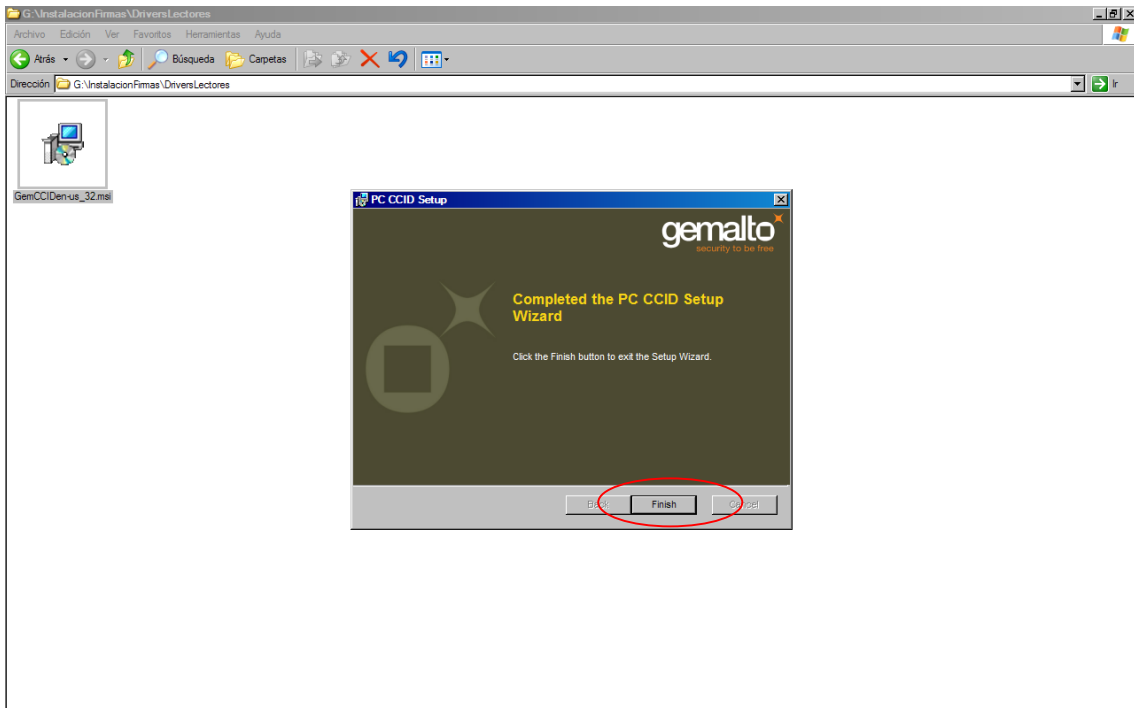 G:\InstalacionFirmas\DriversLectores
Archivo Edición Ver Favoritos Herramientas Ayuda
Atrás Búsqueda Carpetas
Dirección G:\InstalacionFirmas\DriversLectores Ir
GemCCIDen-us_32.msi
PC CCID Setup
gemalto
security to be free
Completed the PC CCID Setup
Wizard
Click the Finish button to exit the Setup Wizard.
Back Finish Cancel